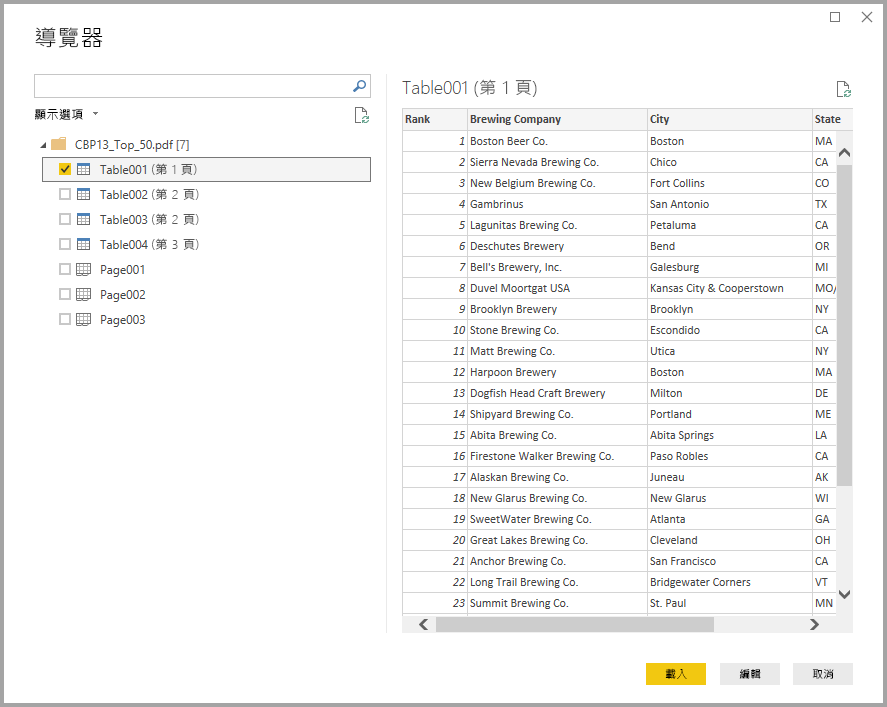 導覽器
顯示選項
CBP13_Top_50.pdf [7]
Table001 (第 1 頁)
Table002 (第 2 頁)
Table003 (第 2 頁)
Table004 (第 3 頁)
Page001
Page002
Page003
Table001 (第 1 頁)
Rank Brewing Company City State
1 Boston Beer Co. Boston MA
2 Sierra Nevada Brewing Co. Chico CA
3 New Belgium Brewing Co. Fort Collins CO
4 Gambrinus San Antonio TX
5 Lagunitas Brewing Co. Petaluma CA
6 Deschutes Brewery Bend OR
7 Bell's Brewery, Inc. Galesburg MI
8 Duvel Moortgat USA Kansas City & Cooperstown MO/
9 Brooklyn Brewery Brooklyn NY
10 Stone Brewing Co. Escondido CA
11 Matt Brewing Co. Utica NY
12 Harpoon Brewery Boston MA
13 Dogfish Head Craft Brewery Milton DE
14 Shipyard Brewing Co. Portland ME
15 Abita Brewing Co. Abita Springs LA
16 Firestone Walker Brewing Co. Paso Robles CA
17 Alaskan Brewing Co. Juneau AK
18 New Glarus Brewing Co. New Glarus WI
19 SweetWater Brewing Co. Atlanta GA
20 Great Lakes Brewing Co. Cleveland OH
21 Anchor Brewing Co. San Francisco CA
22 Long Trail Brewing Co. Bridgewater Corners VT
23 Summit Brewing Co. St. Paul MN
載入 編輯 取消